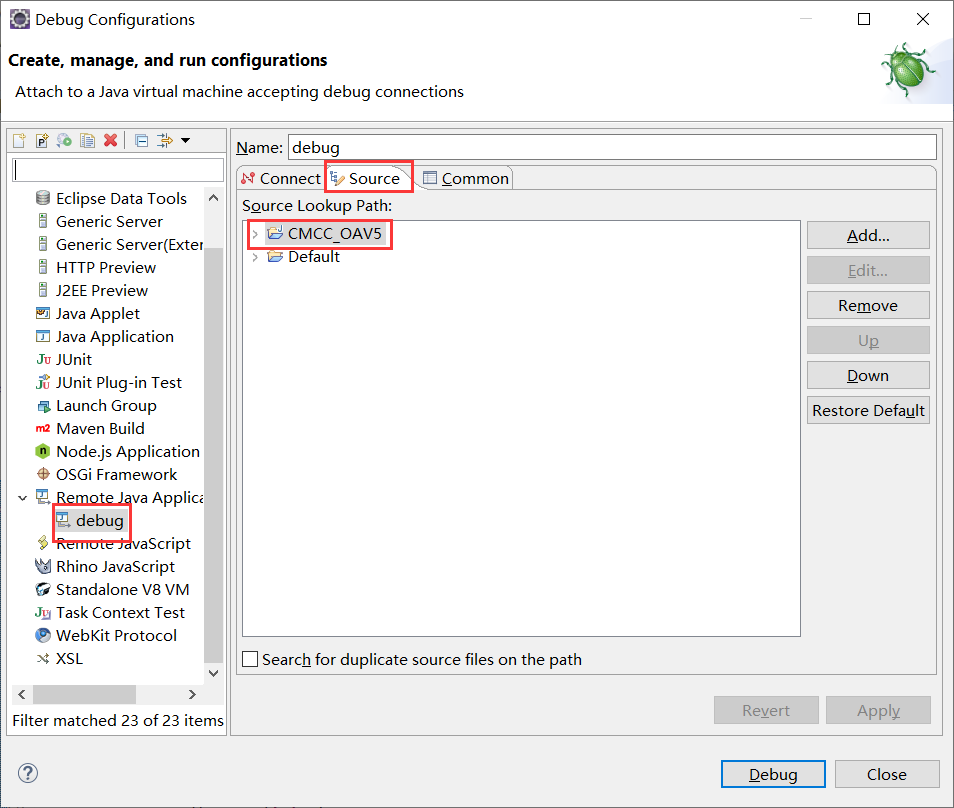 Debug Configurations
Create, manage, and run configurations
Attach to a Java virtual machine accepting debug connections
Eclipse Data Tools
Generic Server
Generic Server(Exter
HTTP Preview
J2EE Preview
Java Applet
Java Application
JUnit
JUnit Plug-in Test
Launch Group
Maven Build
Node.js Application
OSGi Framework
Remote Java Applica
debug
Remote JavaScript
Rhino JavaScript
Standalone V8 VM
Task Context Test
WebKit Protocol
XSL
Filter matched 23 of 23 items
Name: debug
Connect Source Common
Source Lookup Path:
CMCC_OAV5
Default
Add...
Edit...
Remove
Up
Down
Restore Default
Search for duplicate source files on the path
Revert Apply
Debug Close